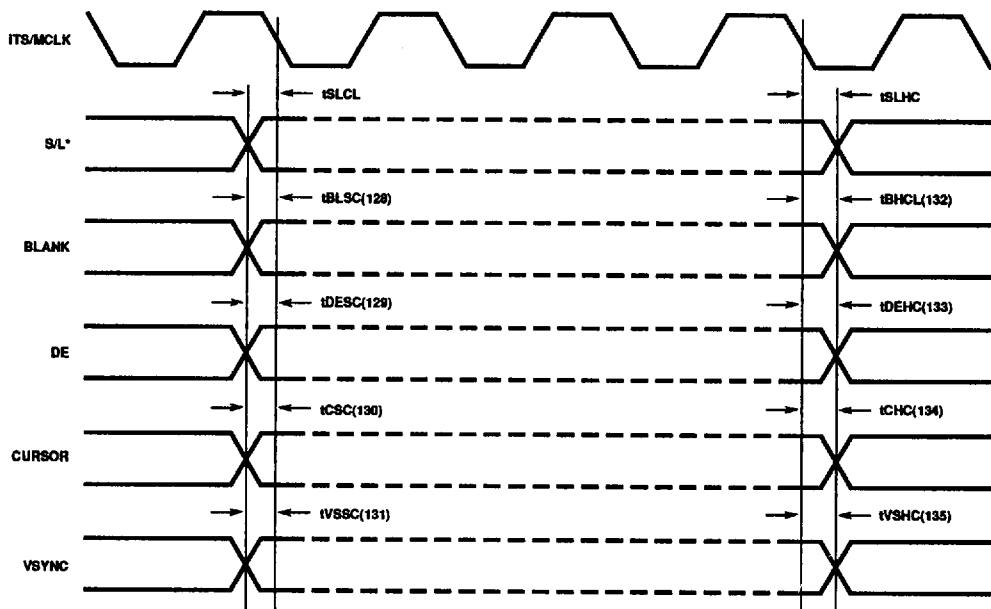 ITS/MCLK
tSLCL
tSLHC
S/L*
tBLSC(128)
tBHCL(132)
BLANK
tDESC(129)
tDEHC(133)
DE
tCSC(130)
tCHC(134)
CURSOR
tVSSC(131)
tVSHC(135)
VSYNC